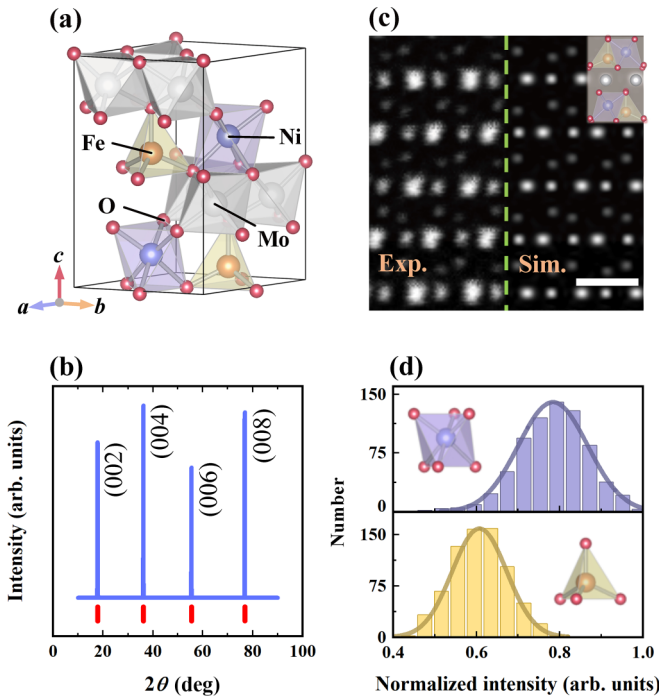 (a)
Fe
Ni
O
Mo
c
a
b
(c)
Exp.
Sim.
(b)
Intensity (arb. units)
(002)
(004)
(006)
(008)
0 20 40 60 80 100
2θ (deg)
(d)
Number
150
75
0
150
75
0
0.4 0.6 0.8 1.0
Normalized intensity (arb. units)